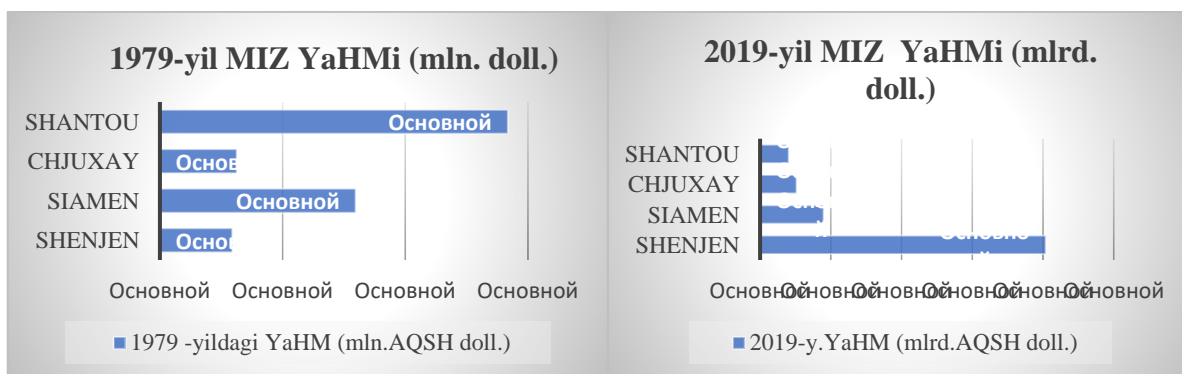 1979-yil MIZ YaHMi (mln. doll.)
SHANTOU
Основной
CHJUXAY
Основ
SIAMEN
Основной
SHENJEN
Основ
Основной Основной Основной Основной
1979 -yildagi YaHM (mln.AQSH doll.)
2019-yil MIZ YaHMi (mlrd.
doll.)
SHANTOU
CHJUXAY
SIAMEN
SHENJEN
Основной Основной Основной Основной Основной Основной
2019-y.YaHM (mlrd.AQSH doll.)